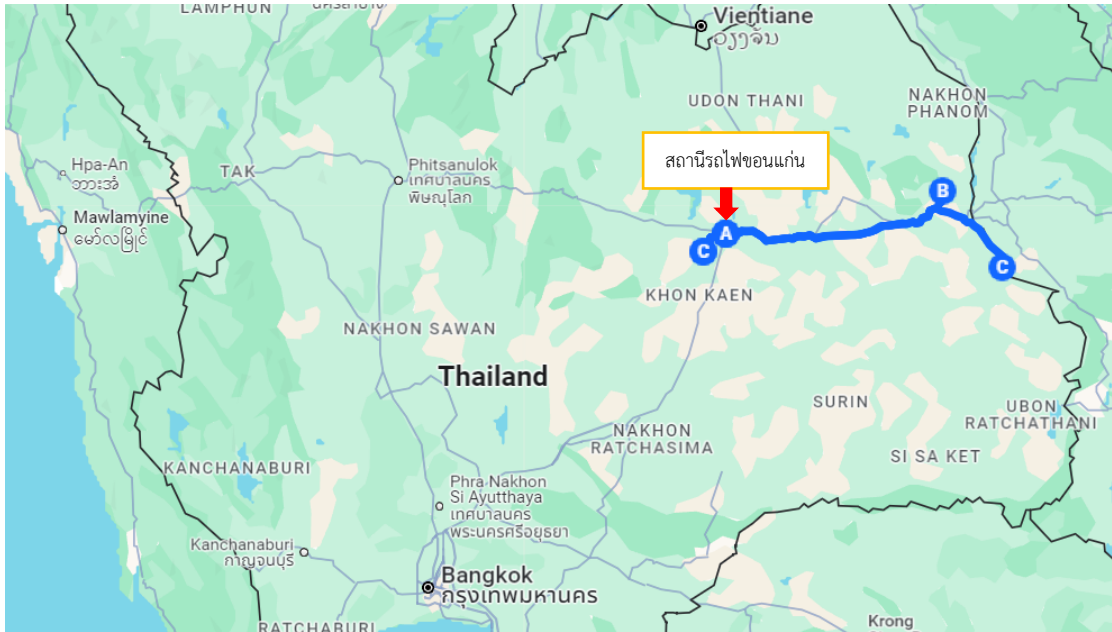 LAMPHUN
Vientiane
ວຽງຈັນ
UDON THANI
NAKHON
PHANOM
สถานีรถไฟขอนแก่น
Hpa-An
ဘားအံ
TAK
Phitsanulok
เทศบาลนคร
พิษณุโลก
Mawlamyine
မော်လမြိုင်
A
B
C
C
KHON KAEN
NAKHON SAWAN
Thailand
SURIN
UBON
RATCHATHANI
NAKHON
RATCHASIMA
SI SA KET
KANCHANABURI
Phra Nakhon
Si Ayutthaya
เทศบาลนคร
พระนครศรีอยุธยา
Kanchanaburi
กาญจนบุรี
Bangkok
กรุงเทพมหานคร
RATCHABURI
Krong